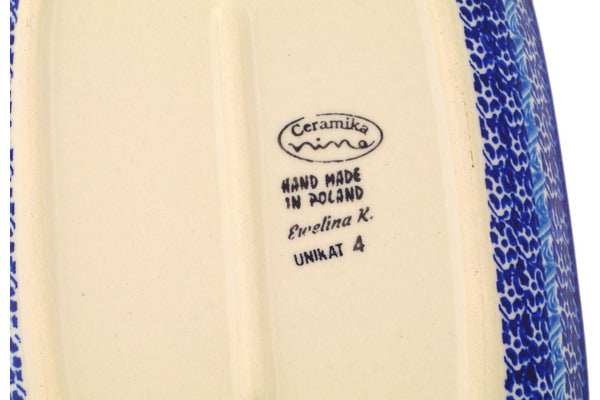 Ceramika
nina
HAND MADE
IN POLAND
Ewelina K.
UNIKAT 4